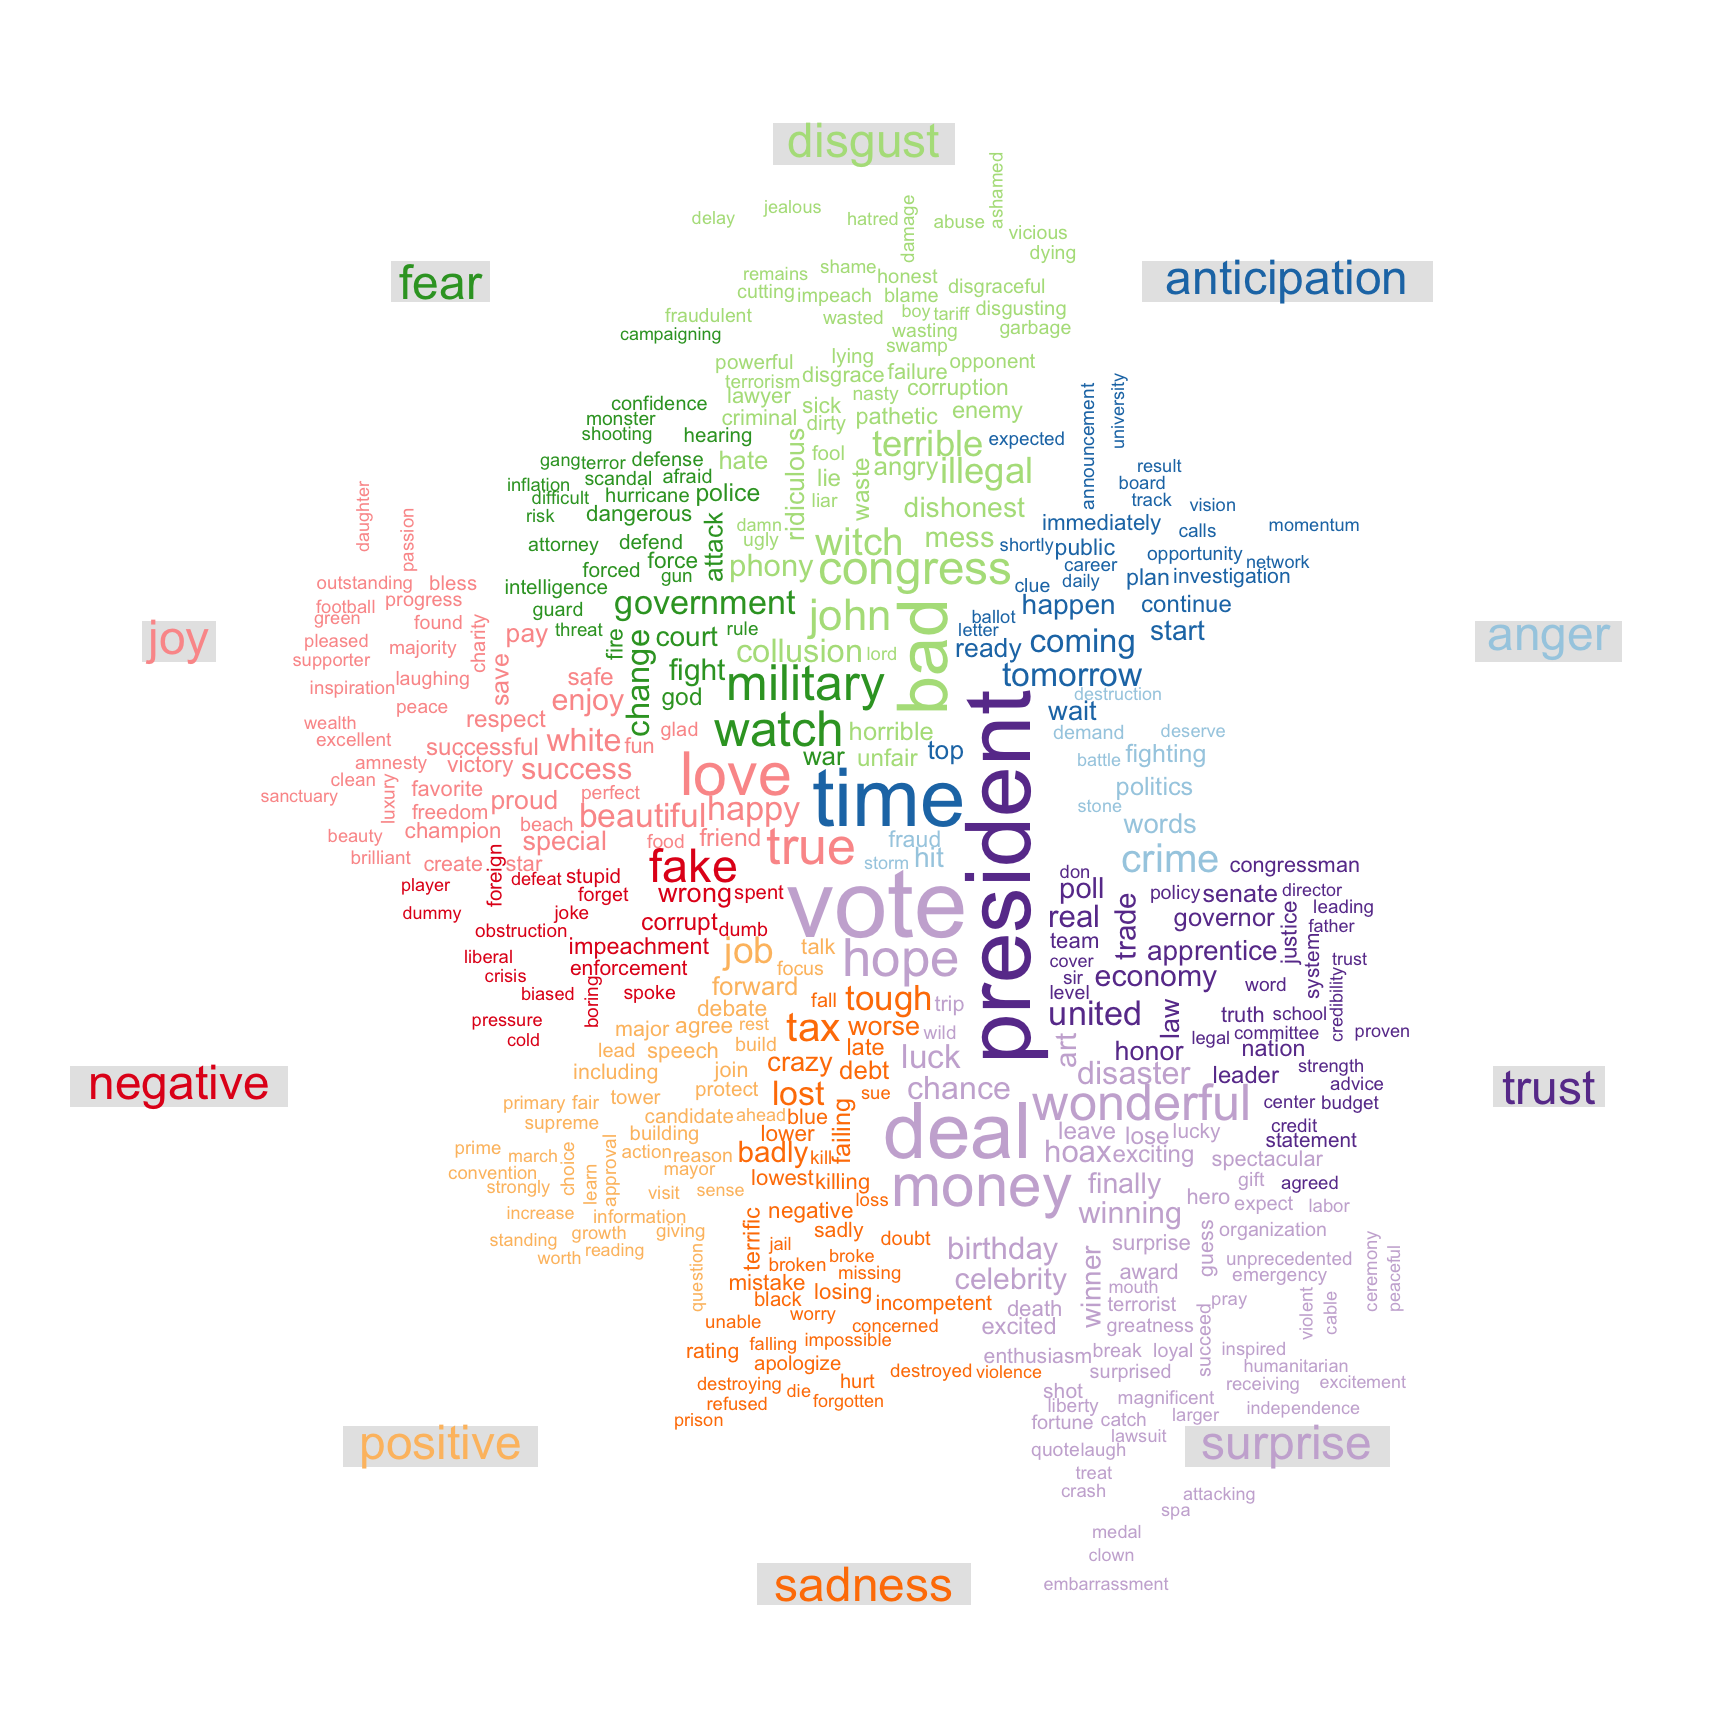 disgust
delay
jealous
hatred
damage
abuse
ashamed
vicious
dying
fear
anticipation
remains
shame
honest
cutting
impeach
blame
disgraceful
fraudulent
wasted
boy
tariff
disgusting
campaigning
wasting
garbage
swamp
powerful
lying
opponent
terrorism
disgrace
failure
lawyer
nasty
corruption
confidence
sick
monster
criminal
dirty
pathetic
enemy
shooting
hearing
ridiculous
terrible
expected
announcement
university
gang
terror
defense
hate
fool
angry
illegal
result
inflation
scandal
afraid
lie
waste
board
difficult
hurricane
police
liar
track
risk
dangerous
dishonest
vision
daughter
passion
damn
immediately
calls
momentum
attorney
defend
attack
ugly
witch
mess
shortly
public
opportunity
network
forced
force
phony
congress
career
outstanding
bless
intelligence
gun
clue
daily
plan
investigation
football
progress
guard
government
john
bad
happen
continue
green
found
threat
fire
court
rule
ballot
letter
start
joy
pleased
majority
charity
pay
collusion
lord
ready
coming
anger
supporter
save
safe
change
fight
military
tomorrow
inspiration
laughing
enjoy
god
destruction
wealth
peace
respect
glad
watch
horrible
wait
demand
deserve
excellent
successful
white
fun
war
unfair
top
president
fighting
amnesty
victory
success
love
time
battle
clean
luxury
favorite
perfect
politics
sanctuary
freedom
proud
beautiful
happy
stone
beauty
champion
beach
special
food
friend
true
fraud
words
brilliant
create
star
fake
storm
hit
crime
congressman
player
foreign
defeat
stupid
don
forget
wrong
spent
vote
poll
policy
senate
director
dummy
joke
real
trade
governor
leading
obstruction
corrupt
dumb
team
justice
father
liberal
impeachment
job
talk
hope
cover
apprentice
system
trust
crisis
enforcement
focus
sir
economy
biased
boring
spoke
forward
fall
tough
trip
level
word
credibility
pressure
debate
tax
worse
wild
united
law
truth
school
cold
major
agree
rest
legal
committee
proven
lead
speech
build
late
luck
art
honor
nation
negative
including
join
crazy
debt
disaster
leader
strength
trust
protect
lost
sue
chance
advice
primary
fair
tower
wonderful
center
budget
supreme
candidate
ahead
blue
deal
credit
building
lower
failing
leave
lose
lucky
statement
prime
march
choice
action
reason
badly
kill
hoax
exciting
spectacular
convention
learn
approval
mayor
lowest
killing
money
finally
gift
agreed
strongly
visit
sense
loss
hero
expect
labor
increase
information
negative
winning
standing
growth
giving
terrific
sadly
guess
organization
worth
reading
jail
doubt
birthday
surprise
unprecedented
question
broken
broke
missing
celebrity
winner
award
emergency
ceremony
peaceful
mistake
mouth
black
losing
incompetent
death
terrorist
pray
violent
cable
unable
worry
concerned
excited
greatness
succeed
rating
falling
impossible
enthusiasm
break
loyal
inspired
apologize
destroyed
violence
surprised
humanitarian
destroying
die
hurt
shot
receiving
excitement
refused
forgotten
liberty
magnificent
independence
prison
fortune
catch
larger
positive
lawsuit
surprise
quote
laugh
treat
crash
attacking
spa
medal
clown
sadness
embarrassment